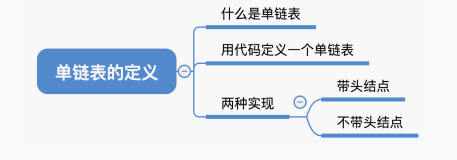 单链表的定义
什么是单链表
用代码定义一个单链表
两种实现
带头结点
不带头结点